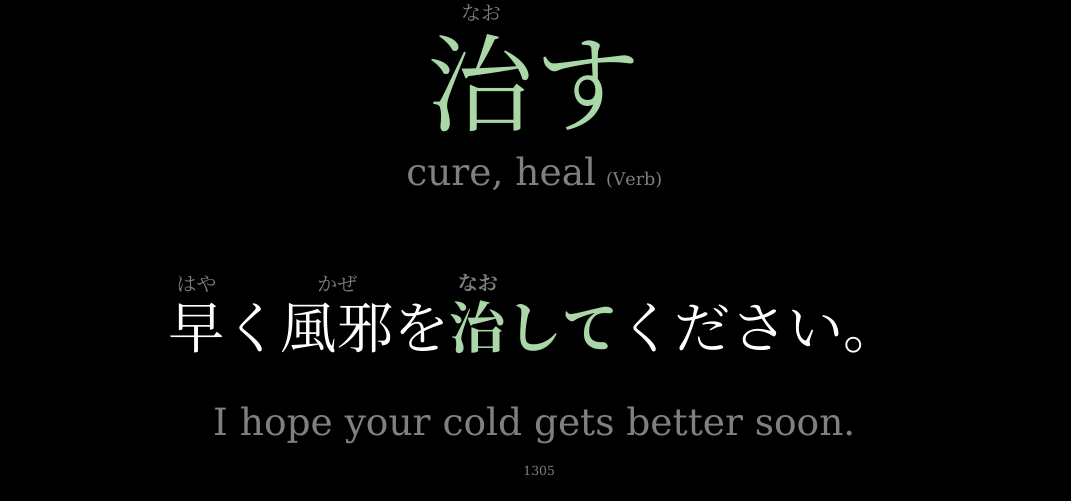 なお
治す
cure, heal (Verb)
はや かぜ なお
早く風邪を治してください。
I hope your cold gets better soon.
1305